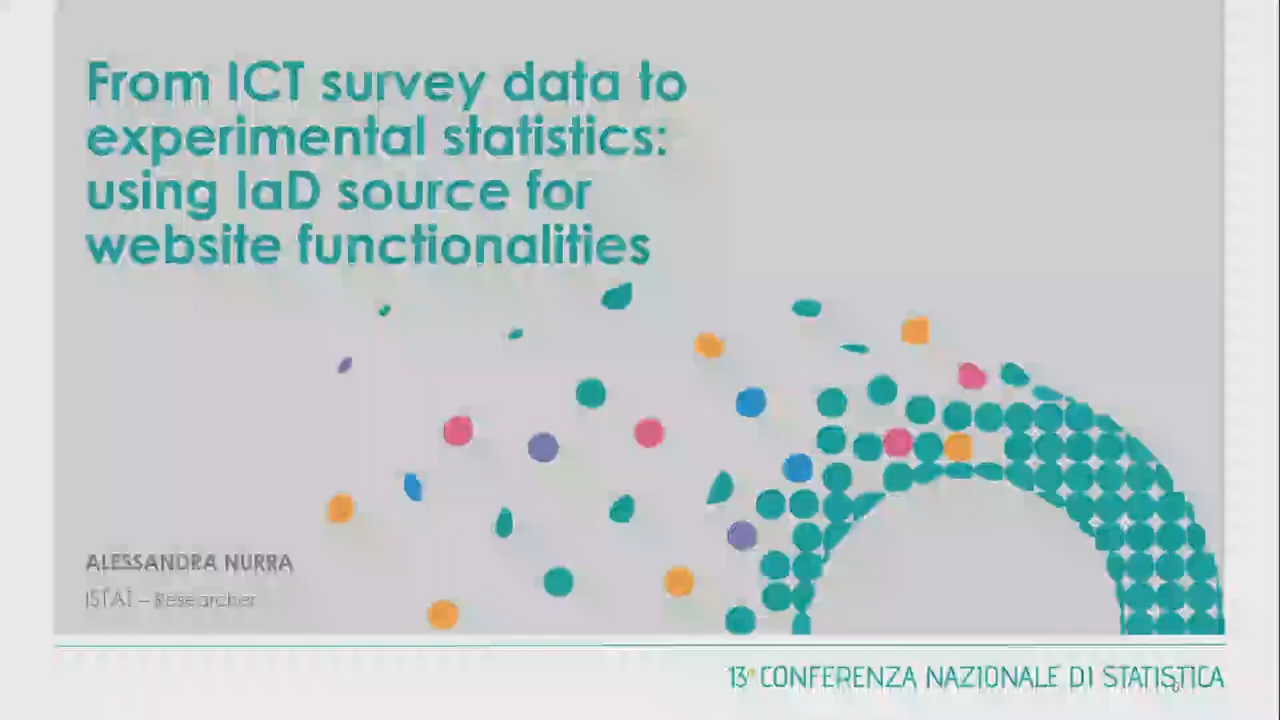 From ICT survey data to
experimental statistics:
using IaD source for
website functionalities
ALESSANDRA NURRA
ISTAT – Researcher
13° CONFERENZA NAZIONALE DI STATISTICA